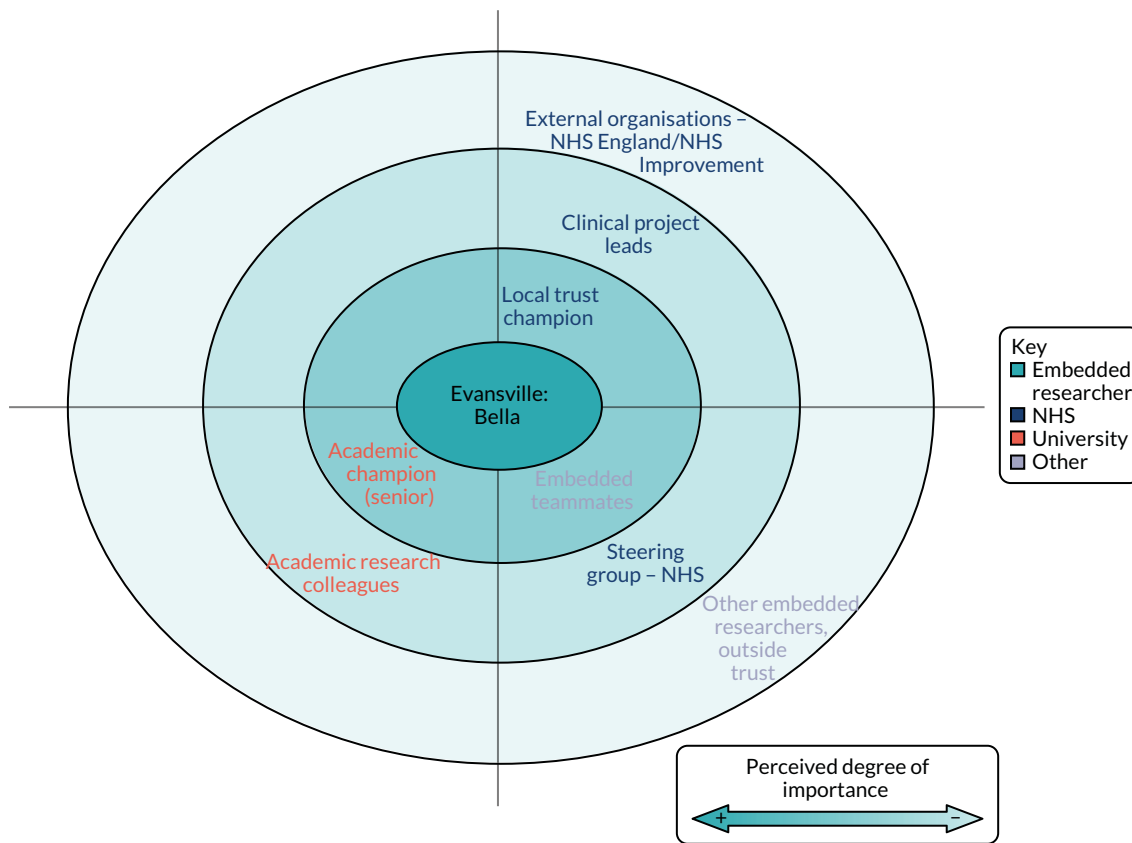 External organisations –
NHS England/NHS
Improvement
Clinical project
leads
Local trust
champion
Evansville:
Bella
Academic
champion
(senior)
Embedded
teammates
Academic research
colleagues
Steering
group – NHS
Other embedded
researchers,
outside
trust
Key
Embedded
researcher
NHS
University
Other
Perceived degree of
importance
+
–